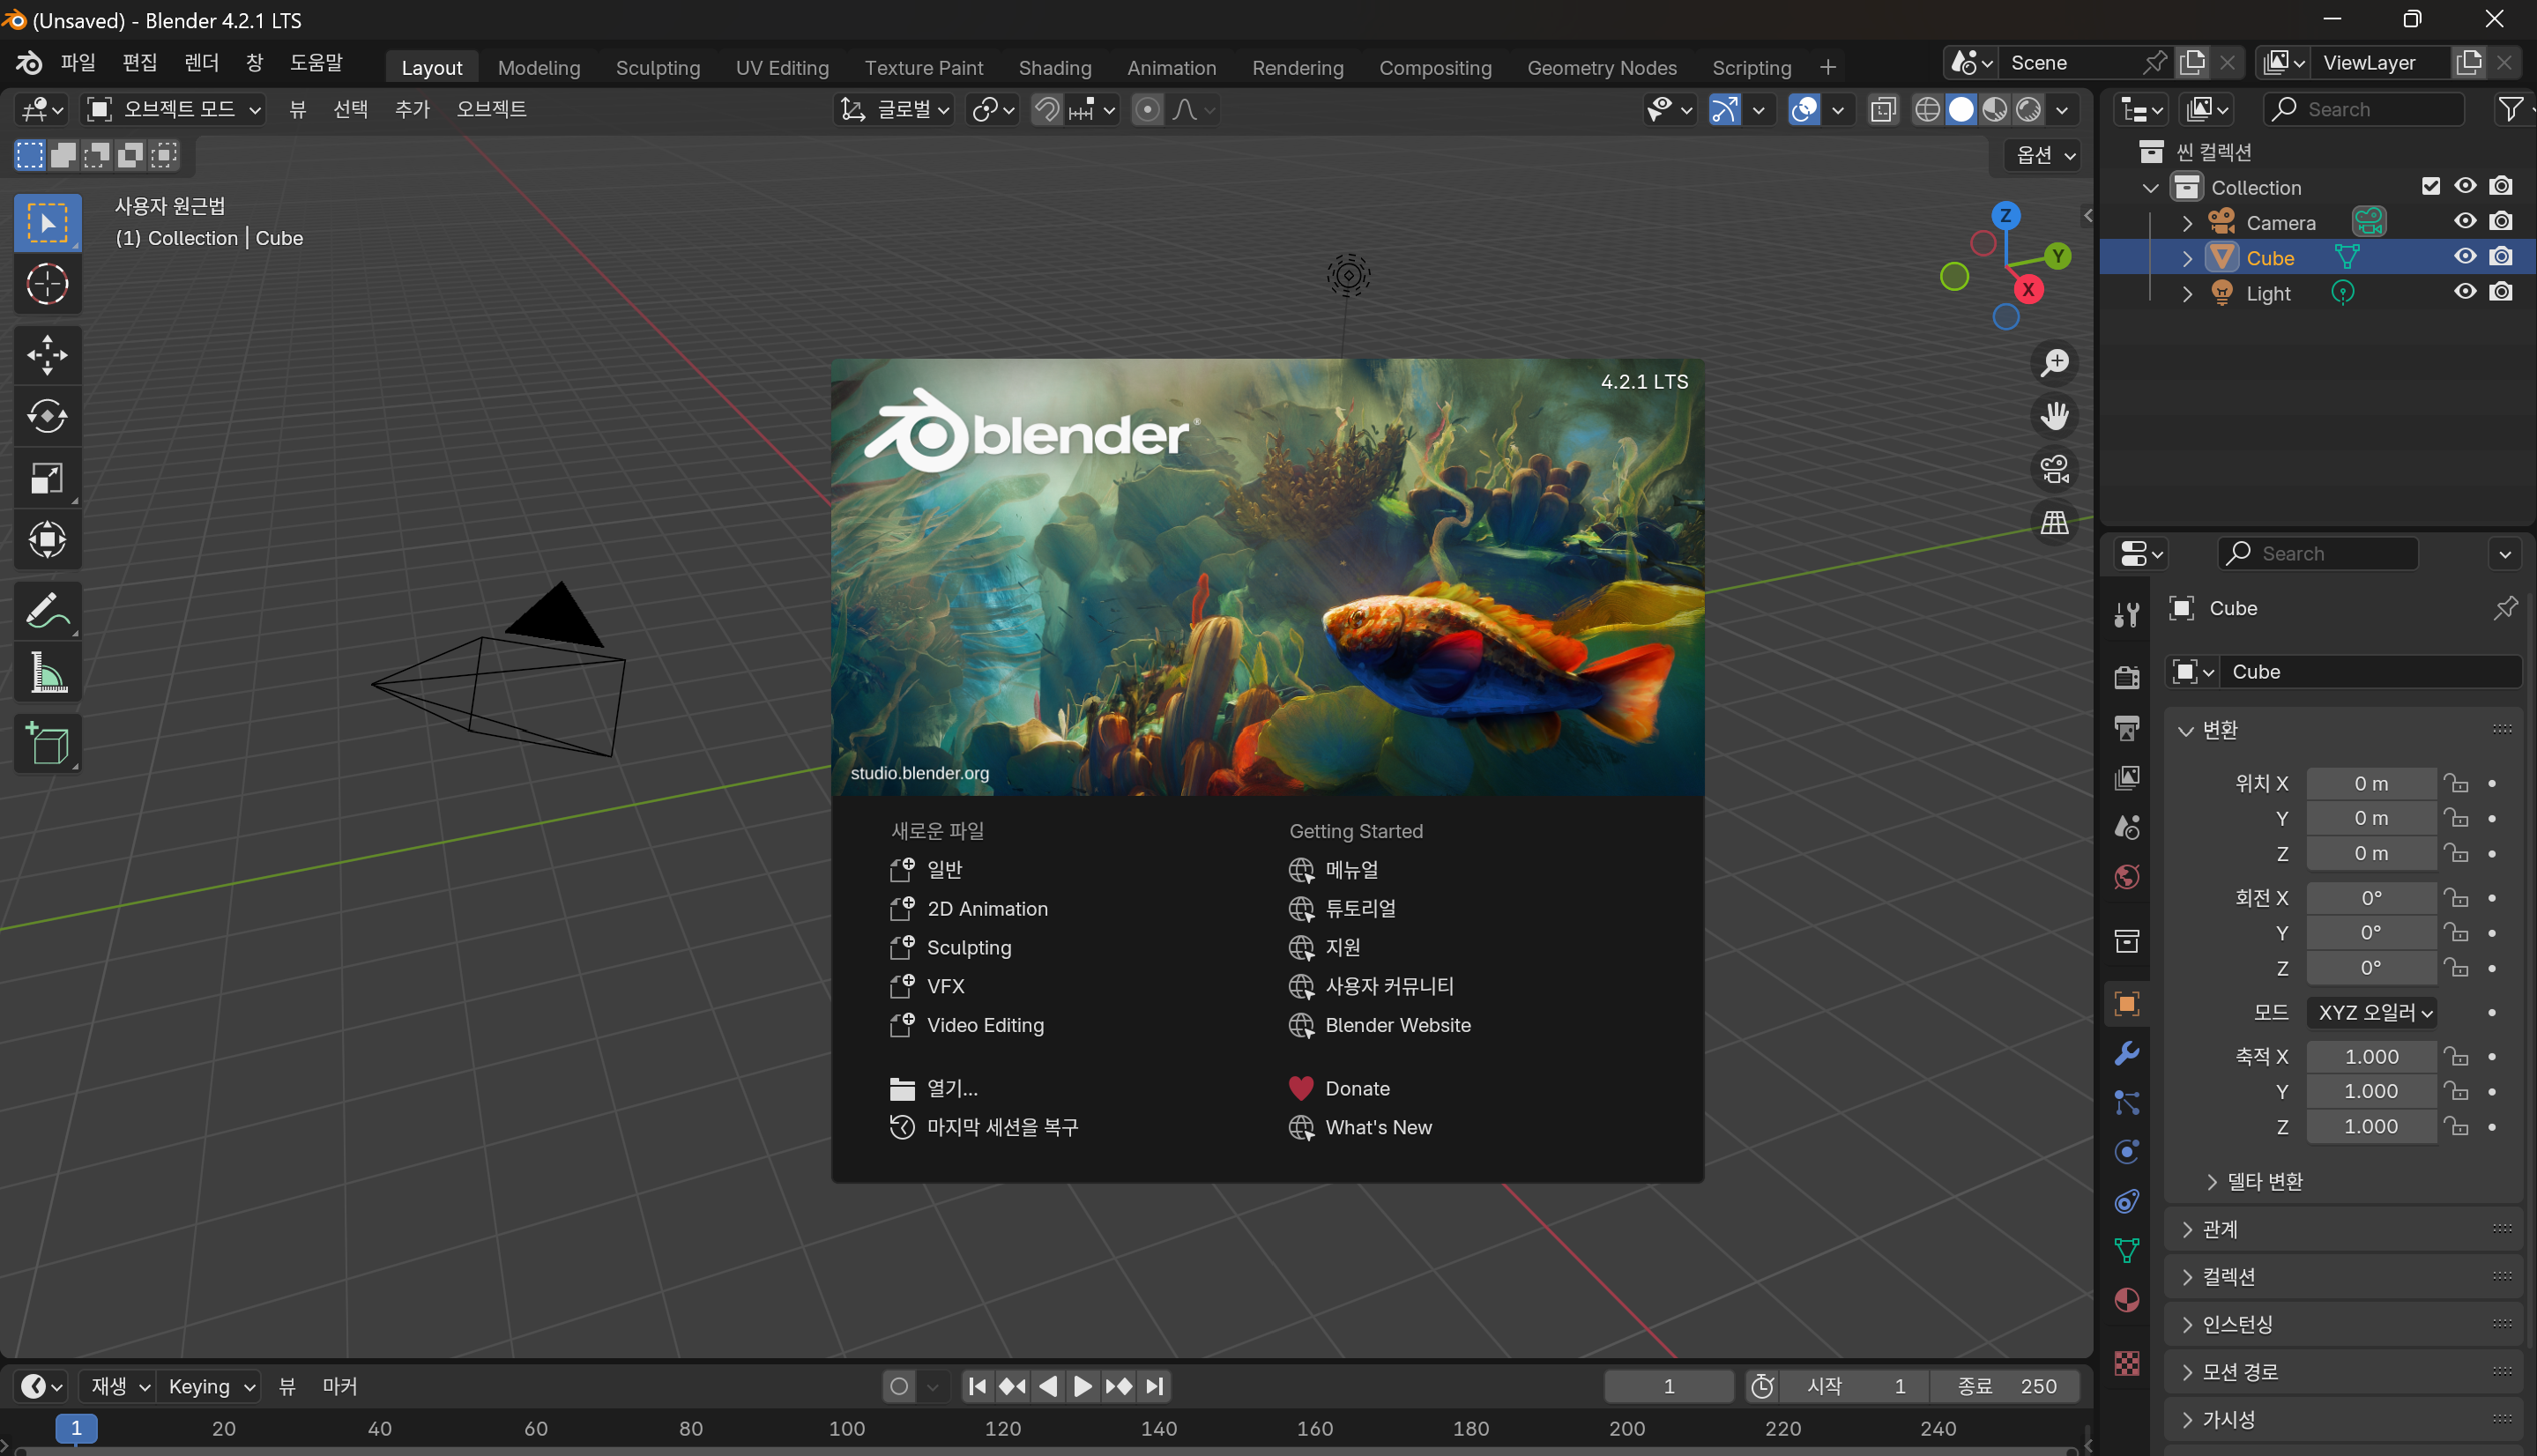 (Unsaved) - Blender 4.2.1 LTS
파일 편집 렌더 창 도움말 Layout Modeling Sculpting UV Editing Texture Paint Shading Animation Rendering Compositing Geometry Nodes Scripting + Scene ViewLayer
오브젝트 모드 뷰 선택 추가 오브젝트 글로벌 Search
옵션
사용자 원근법
(1) Collection | Cube
Z
Y
X
씬 컬렉션
Collection
Camera
Cube
Light
4.2.1 LTS
blender
studio.blender.org
새로운 파일
일반
2D Animation
Sculpting
VFX
Video Editing
열기...
마지막 세션을 복구
Getting Started
메뉴얼
튜토리얼
지원
사용자 커뮤니티
Blender Website
Donate
What's New
Search
Cube
Cube
변환
위치 X 0 m
Y 0 m
Z 0 m
회전 X 0°
Y 0°
Z 0°
모드 XYZ 오일러
축적 X 1.000
Y 1.000
Z 1.000
델타 변환
관계
컬렉션
인스턴싱
모션 경로
가시성
재생 Keying 뷰 마커 1 시작 1 종료 250
1 20 40 60 80 100 120 140 160 180 200 220 240